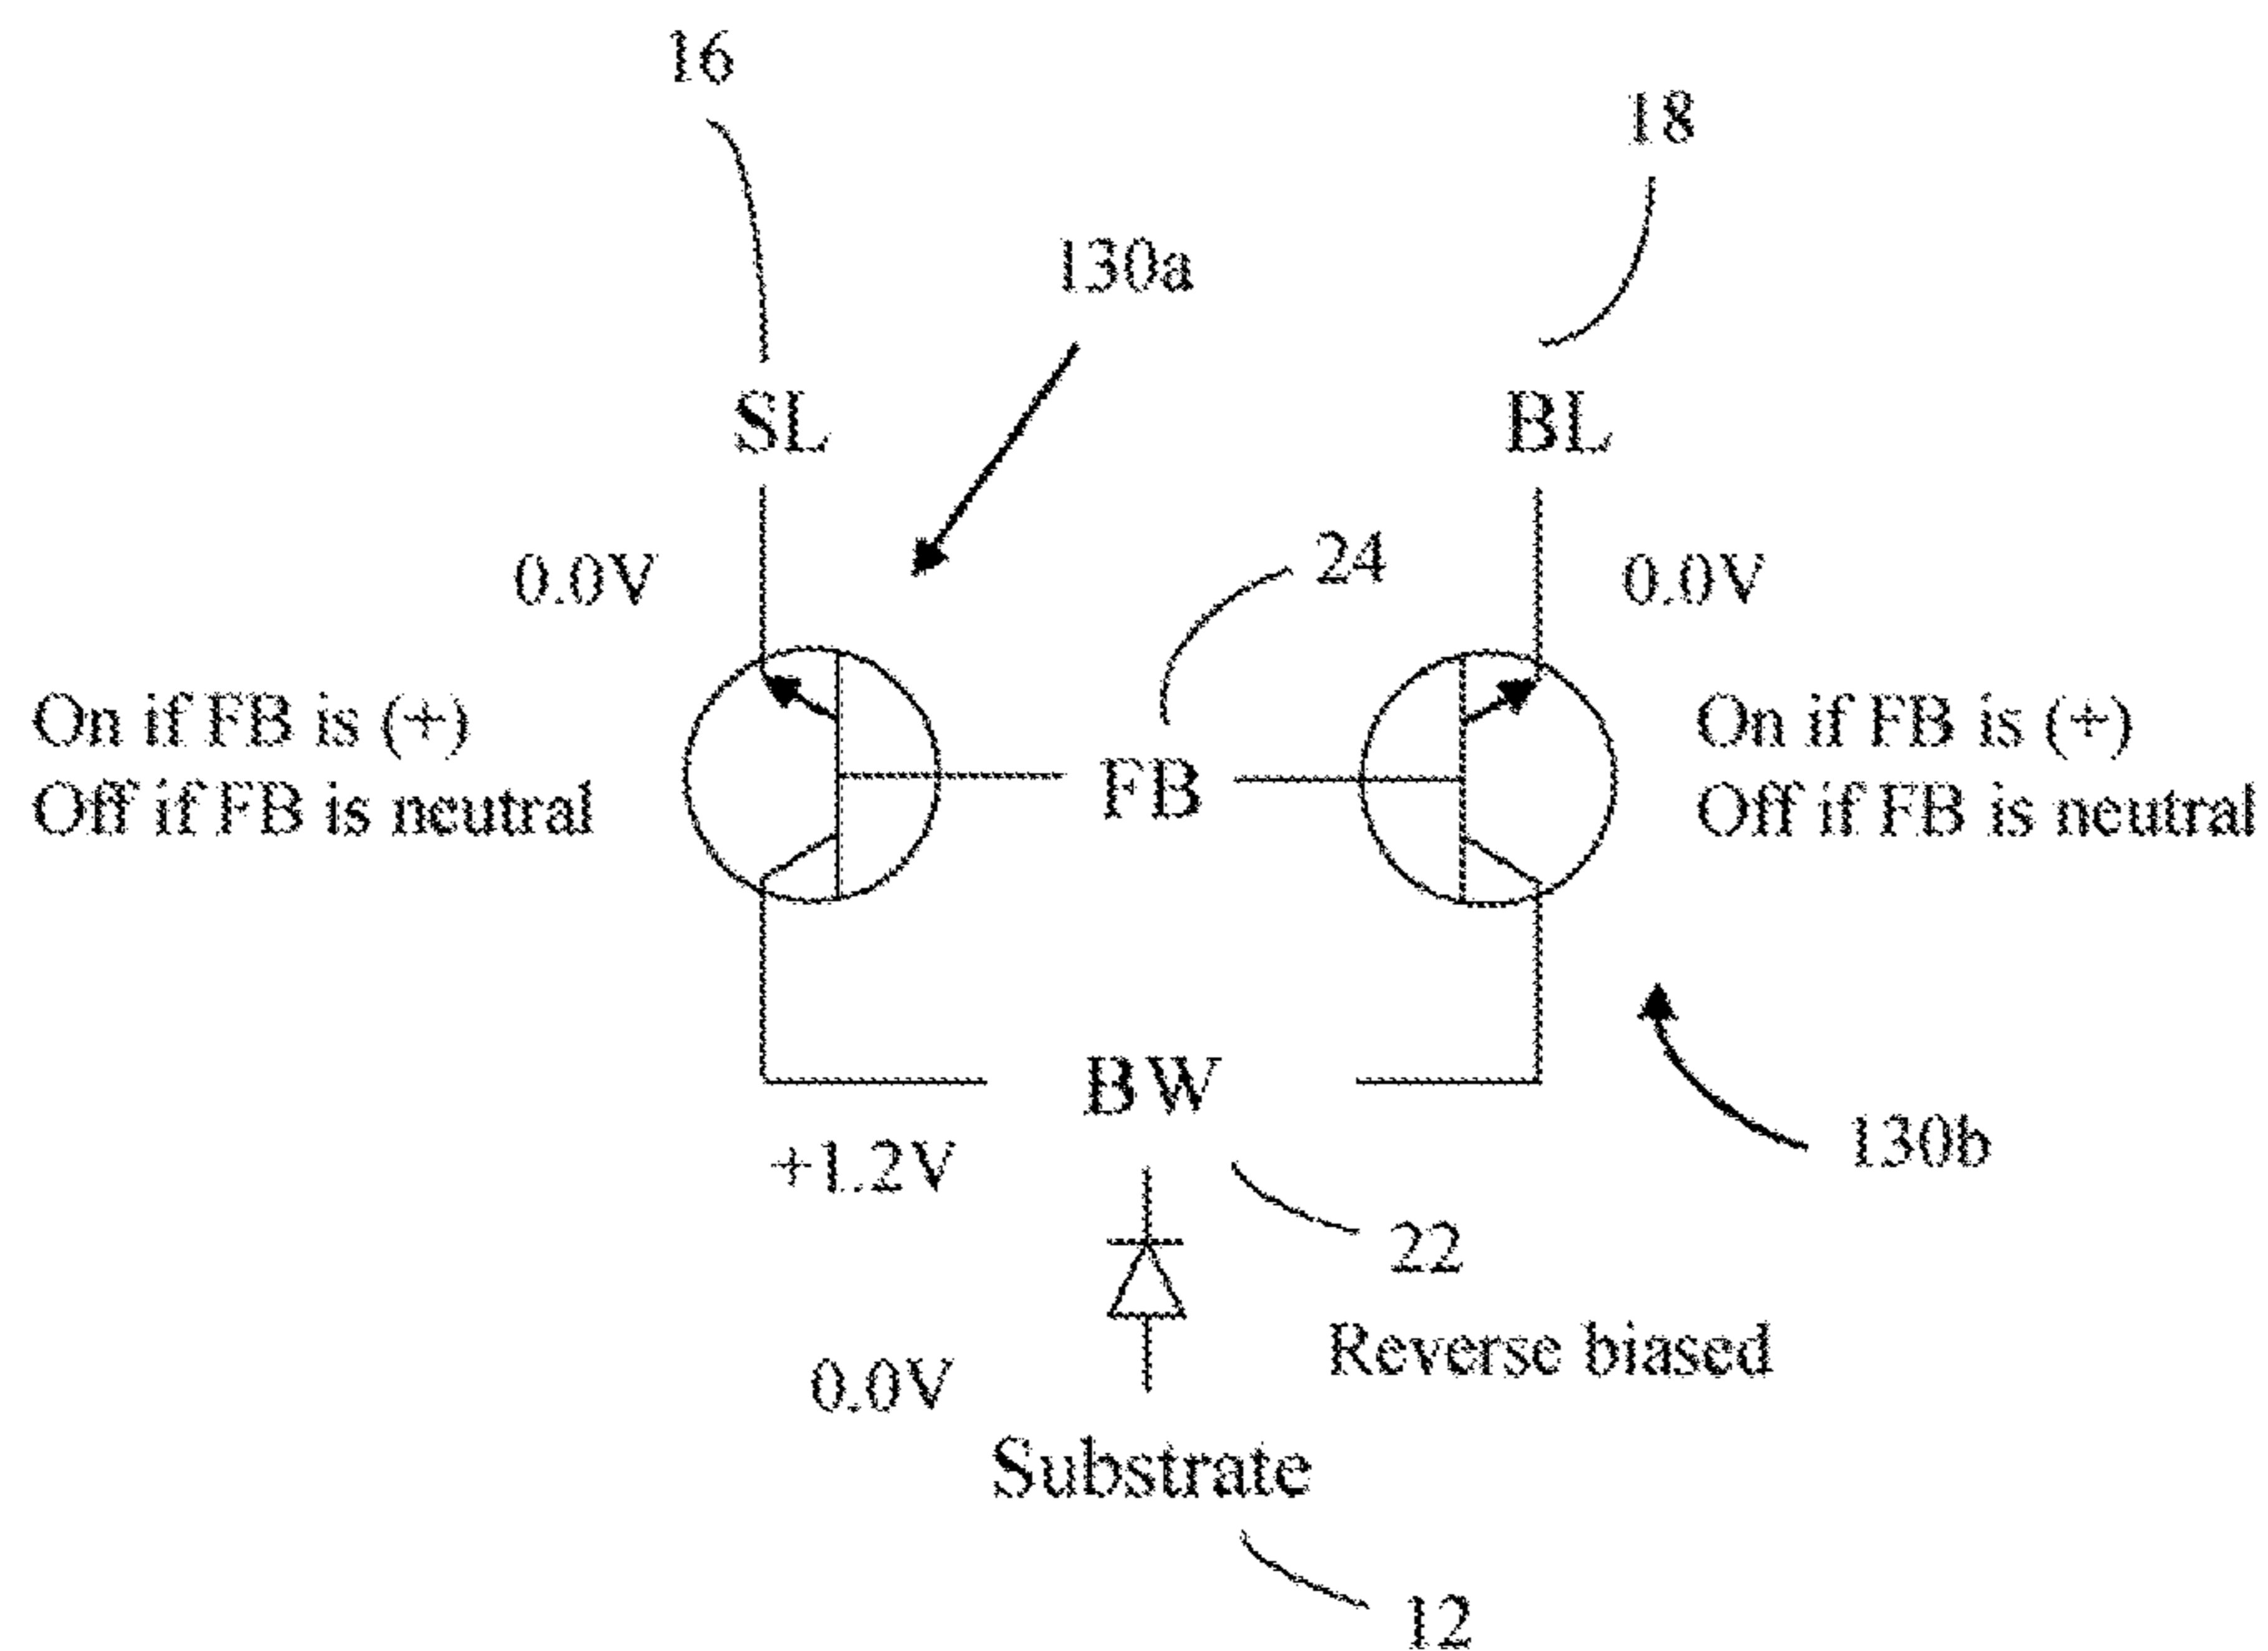 16
18
130a
SL
BL
0.0V
24
0.0V
On if FB is (+)
Off if FB is neutral
FB
On if FB is (+)
Off if FB is neutral
BW
+1.2V
130b
22
Reverse biased
0.0V
Substrate
12